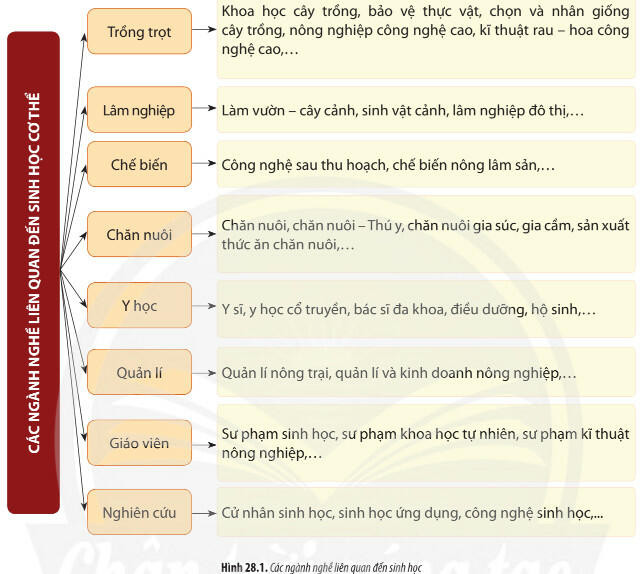 CÁC NGÀNH NGHỀ LIÊN QUAN ĐẾN SINH HỌC CƠ THỂ
Trồng trọt
Khoa học cây trồng, bảo vệ thực vật, chọn và nhân giống
cây trồng, nông nghiệp công nghệ cao, kĩ thuật rau – hoa công
nghệ cao,…
Lâm nghiệp
Làm vườn – cây cảnh, sinh vật cảnh, lâm nghiệp đô thị,…
Chế biến
Công nghệ sau thu hoạch, chế biến nông lâm sản,…
Chăn nuôi
Chăn nuôi, chăn nuôi – Thú y, chăn nuôi gia súc, gia cầm, sản xuất
thức ăn chăn nuôi,…
Y học
Y sĩ, y học cổ truyền, bác sĩ đa khoa, điều dưỡng, hộ sinh,…
Quản lí
Quản lí nông trại, quản lí và kinh doanh nông nghiệp,…
Giáo viên
Sư phạm sinh học, sư phạm khoa học tự nhiên, sư phạm kĩ thuật
nông nghiệp,…
Nghiên cứu
Cử nhân sinh học, sinh học ứng dụng, công nghệ sinh học,...
Chân trời sáng tạo
Hình 28.1. Các ngành nghề liên quan đến sinh học